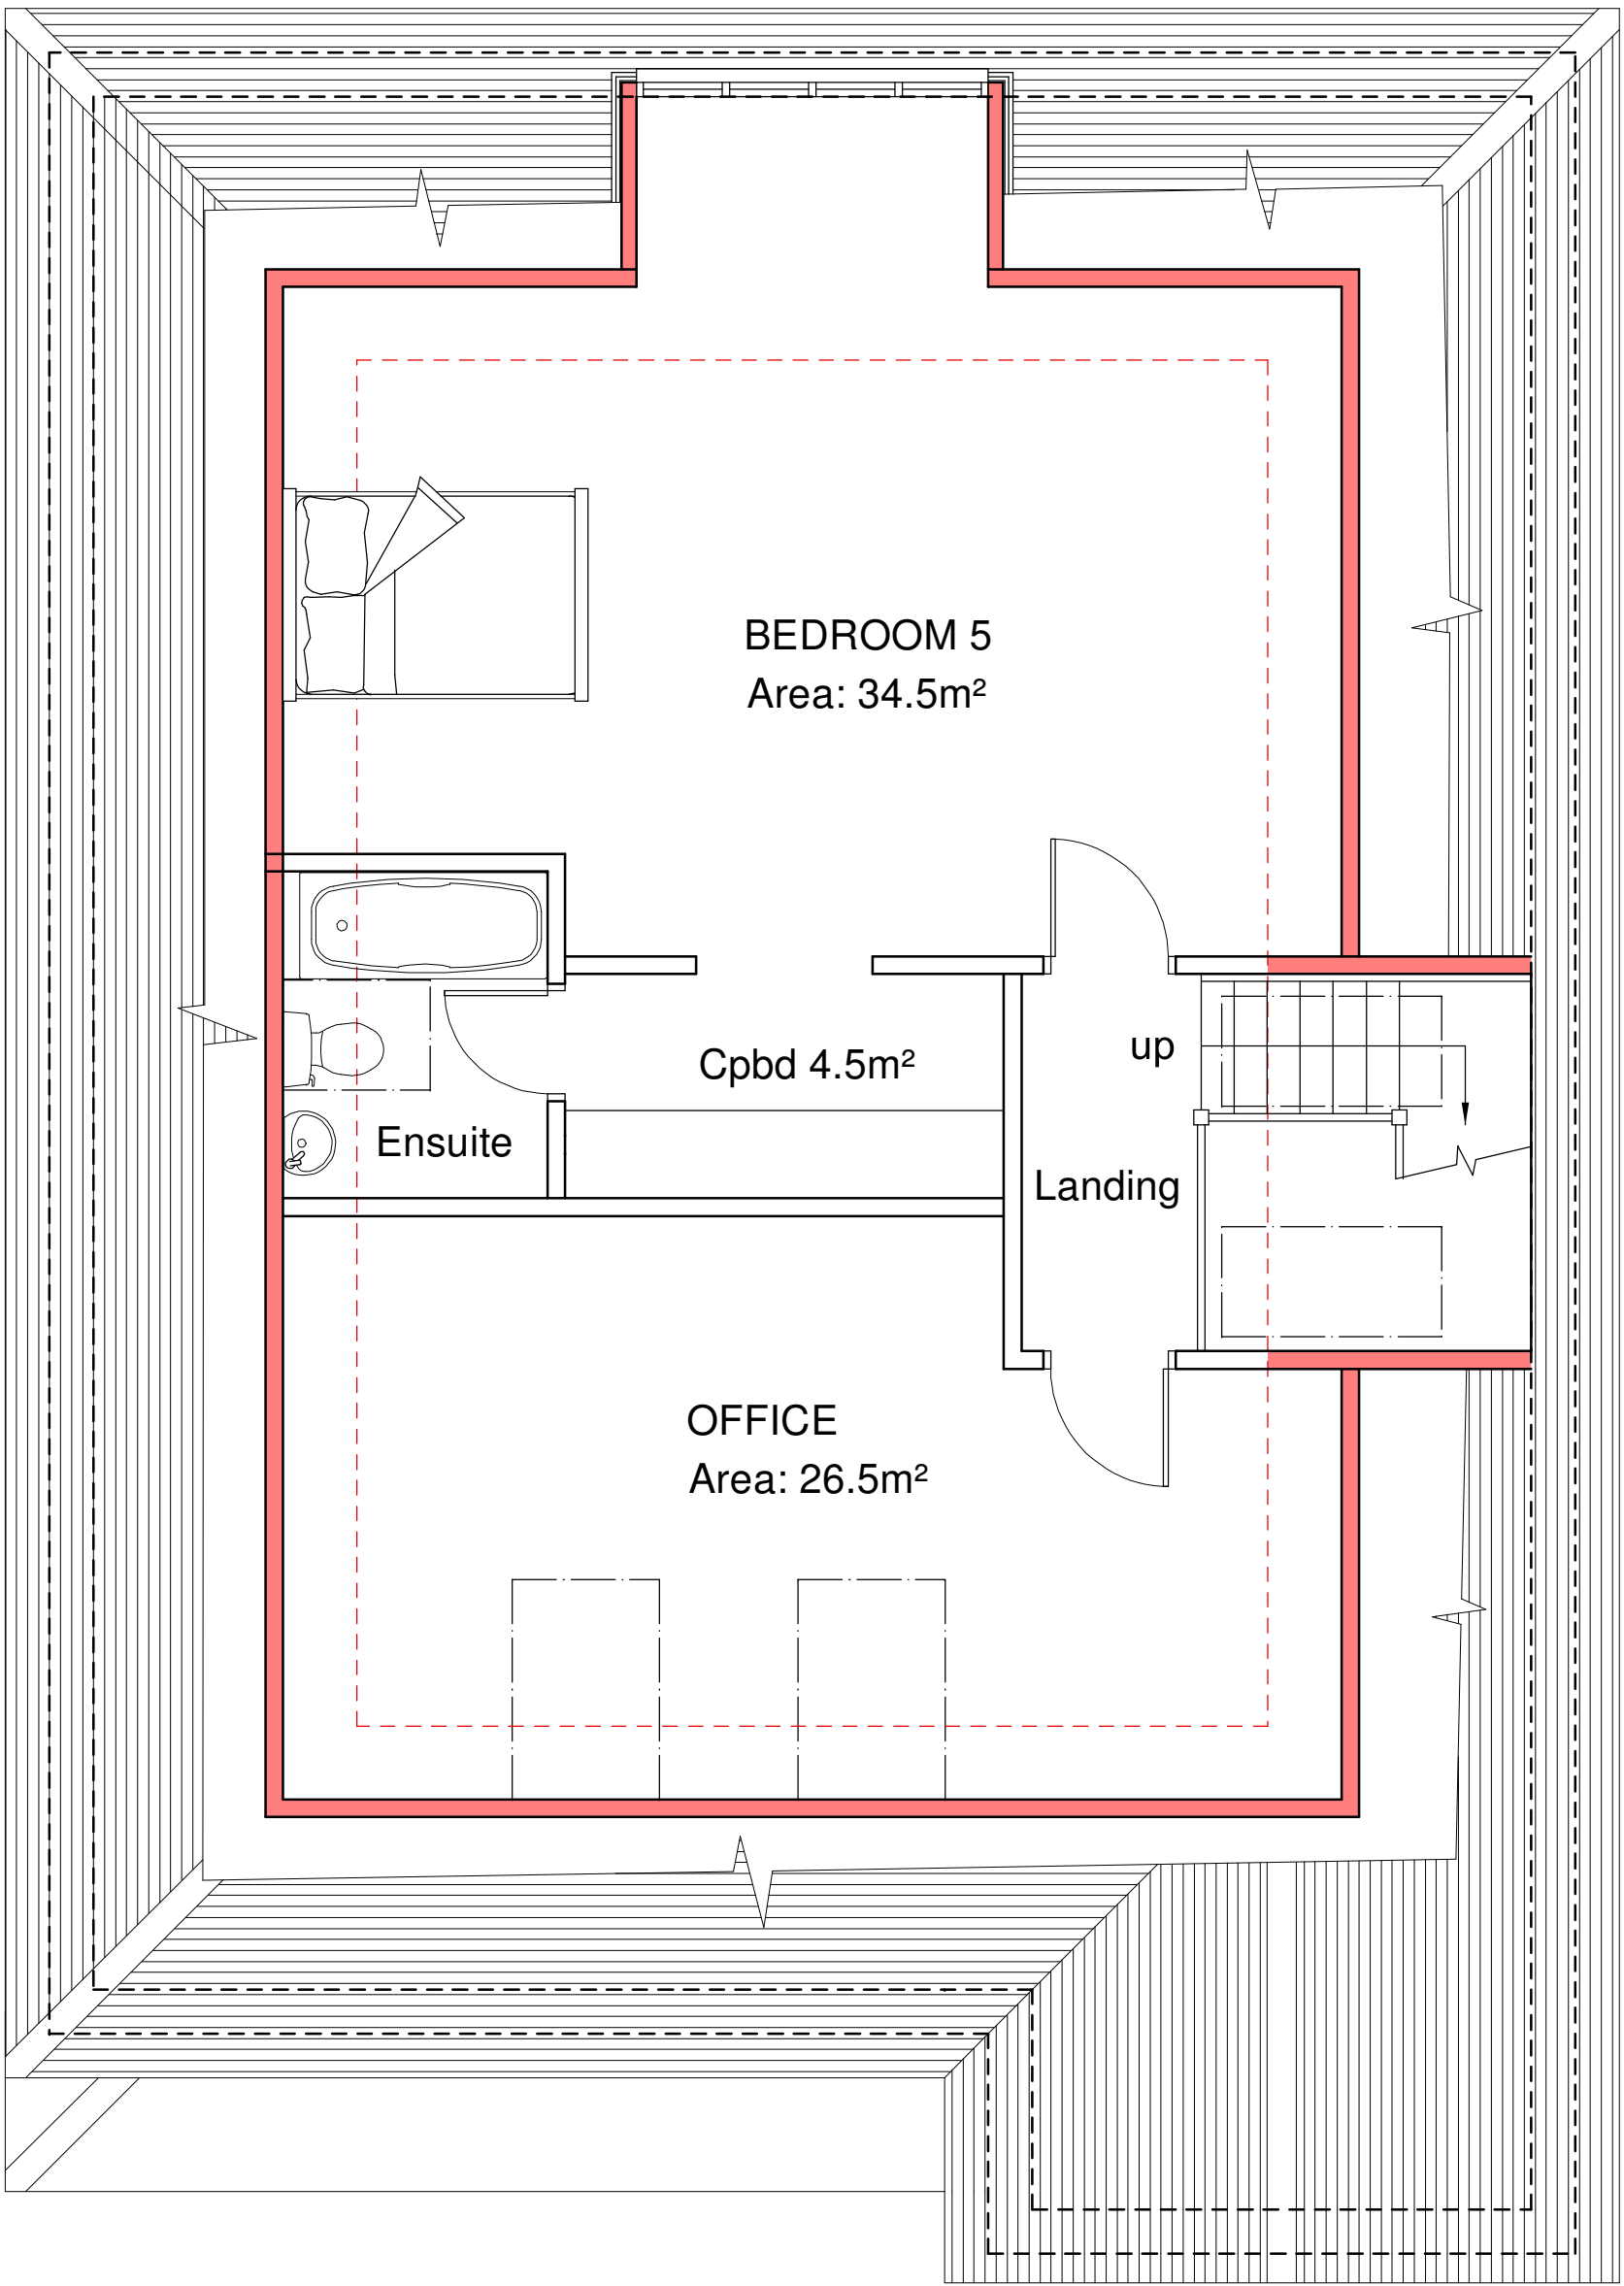 BEDROOM 5
Area: 34.5m²
Cpbd 4.5m²
up
Ensuite
Landing
OFFICE
Area: 26.5m²